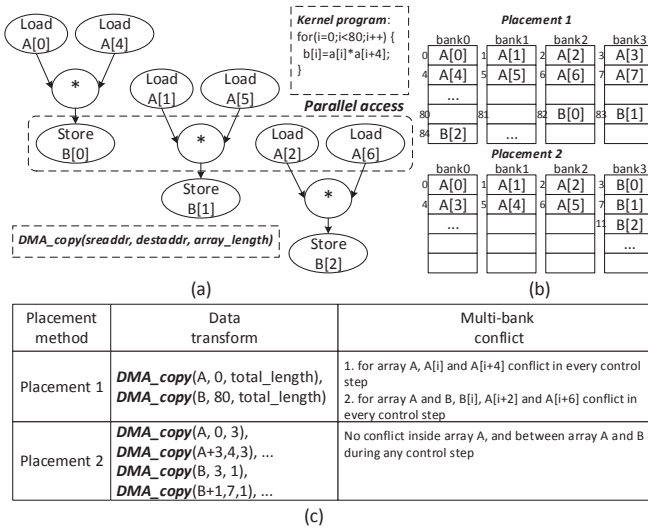 Load
A[0]
Load
A[4]
*
Store
B[0]
Load
A[1]
Load
A[5]
*
Store
B[1]
Load
A[2]
Load
A[6]
*
Store
B[2]
Kernel program:
for(i=0;i<80;i++) {
b[i]=a[i]*a[i+4];
}
Parallel access
DMA_copy(sreaddr, destaddr, array_length)
(a)
Placement 1
bank0 bank1 bank2 bank3
0 A[0] 1 A[1] 2 A[2] 3 A[3]
4 A[4] 5 A[5] 6 A[6] 7 A[7]
...
80 81 82 B[0] 83 B[1]
84 B[2] ...
Placement 2
bank0 bank1 bank2 bank3
0 A[0] 1 A[1] 2 A[2] 3 B[0]
4 A[3] 5 A[4] 6 A[5] 7 B[1]
... 11 B[2]
...
(b)
Placement
method
Data
transform
Multi-bank
conflict
Placement 1
DMA_copy(A, 0, total_length),
DMA_copy(B, 80, total_length)
1. for array A, A[i] and A[i+4] conflict in every control
step
2. for array A and B, B[i], A[i+2] and A[i+6] conflict in
every control step
Placement 2
DMA_copy(A, 0, 3),
DMA_copy(A+3,4,3), ...
DMA_copy(B, 3, 1),
DMA_copy(B+1,7,1), ...
No conflict inside array A, and between array A and B
during any control step
(c)